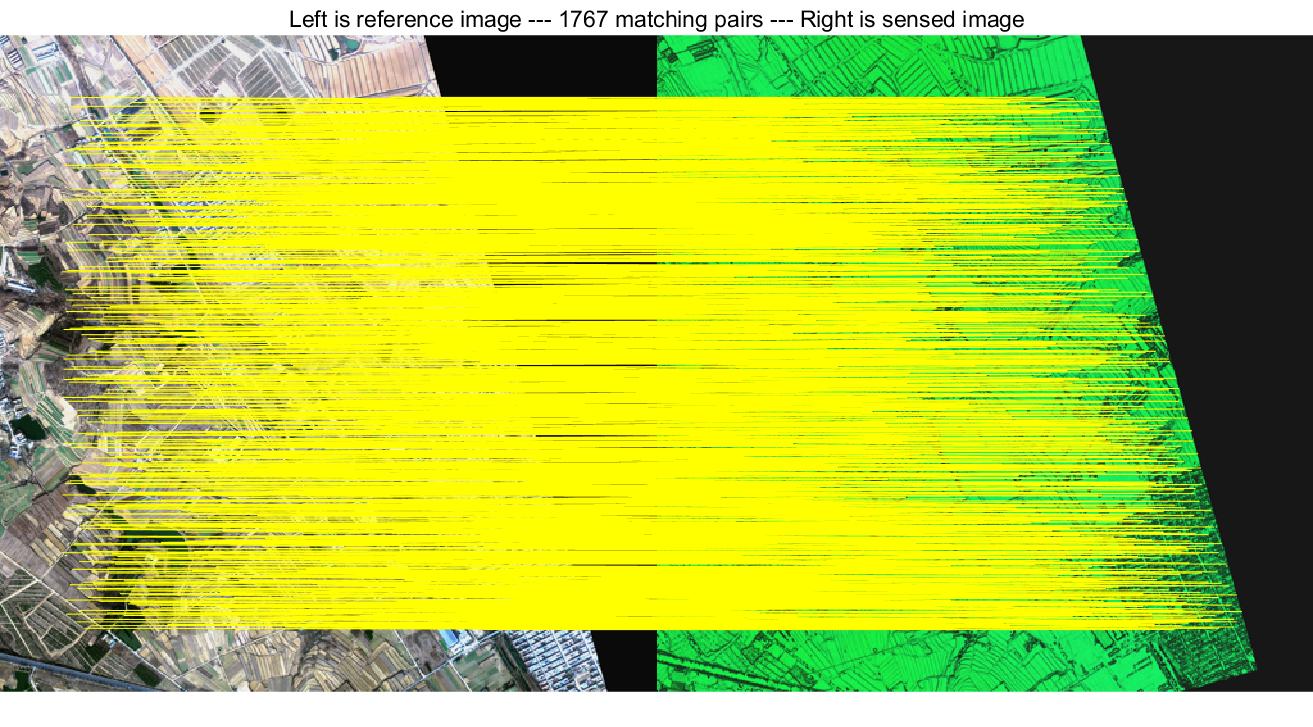 Left is reference image --- 1767 matching pairs --- Right is sensed image